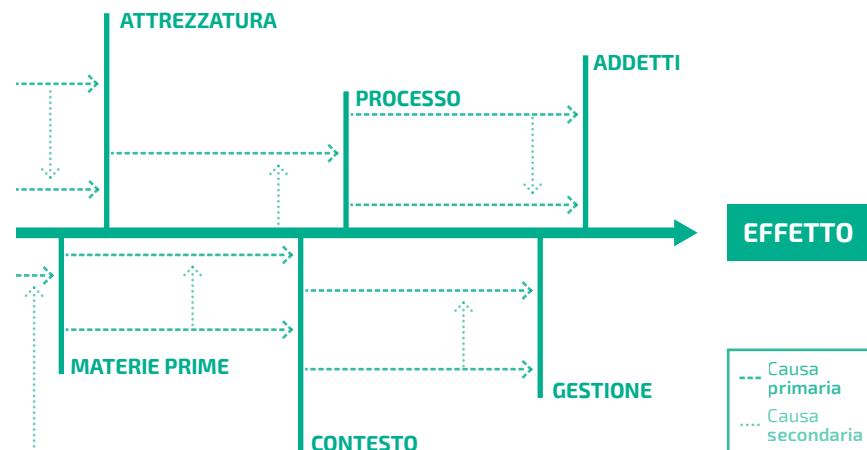 ATTREZZATURA
ADDETTI
PROCESSO
EFFETTO
MATERIE PRIME
GESTIONE
CONTESTO
Causa
primaria
Causa
secondaria